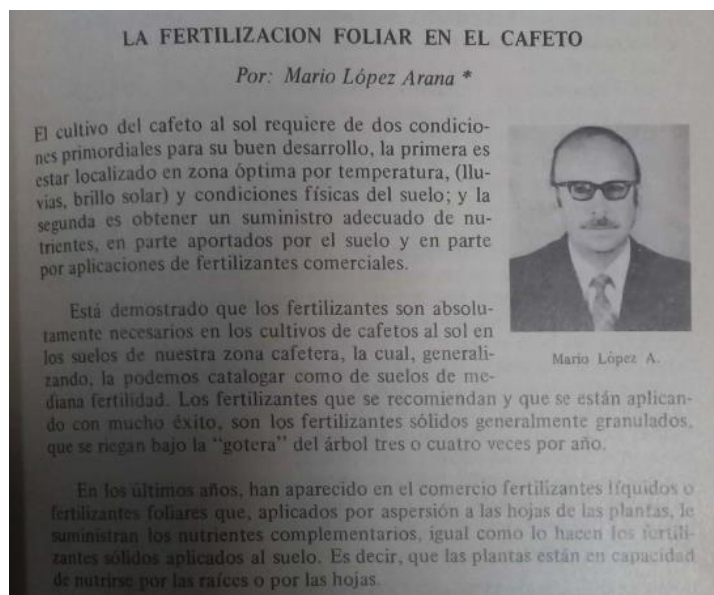 LA FERTILIZACION FOLIAR EN EL CAFETO
Por: Mario López Arana *
El cultivo del cafeto al sol requiere de dos condicio-
nes primordiales para su buen desarrollo, la primera es
estar localizado en zona óptima por temperatura, (llu-
vias, brillo solar) y condiciones físicas del suelo; y la
segunda es obtener un suministro adecuado de nu-
trientes, en parte aportados por el suelo y en parte
por aplicaciones de fertilizantes comerciales.
Está demostrado que los fertilizantes son absolu-
tamente necesarios en los cultivos de cafetos al sol en
los suelos de nuestra zona cafetera, la cual, generali-
zando, la podemos catalogar como de suelos de me-
diana fertilidad. Los fertilizantes que se recomiendan y que se están aplican-
do con mucho éxito, son los fertilizantes sólidos generalmente granulados,
que se riegan bajo la "gotera" del árbol tres o cuatro veces por año.
Mario López A.
En los últimos años, han aparecido en el comercio fertilizantes líquidos o
fertilizantes foliares que, aplicados por aspersión a las hojas de las plantas, le
suministran los nutrientes complementarios, igual como lo hacen los fertili-
zantes sólidos aplicados al suelo. Es decir, que las plantas están en capacidad
de nutrirse por las raíces o por las hojas.